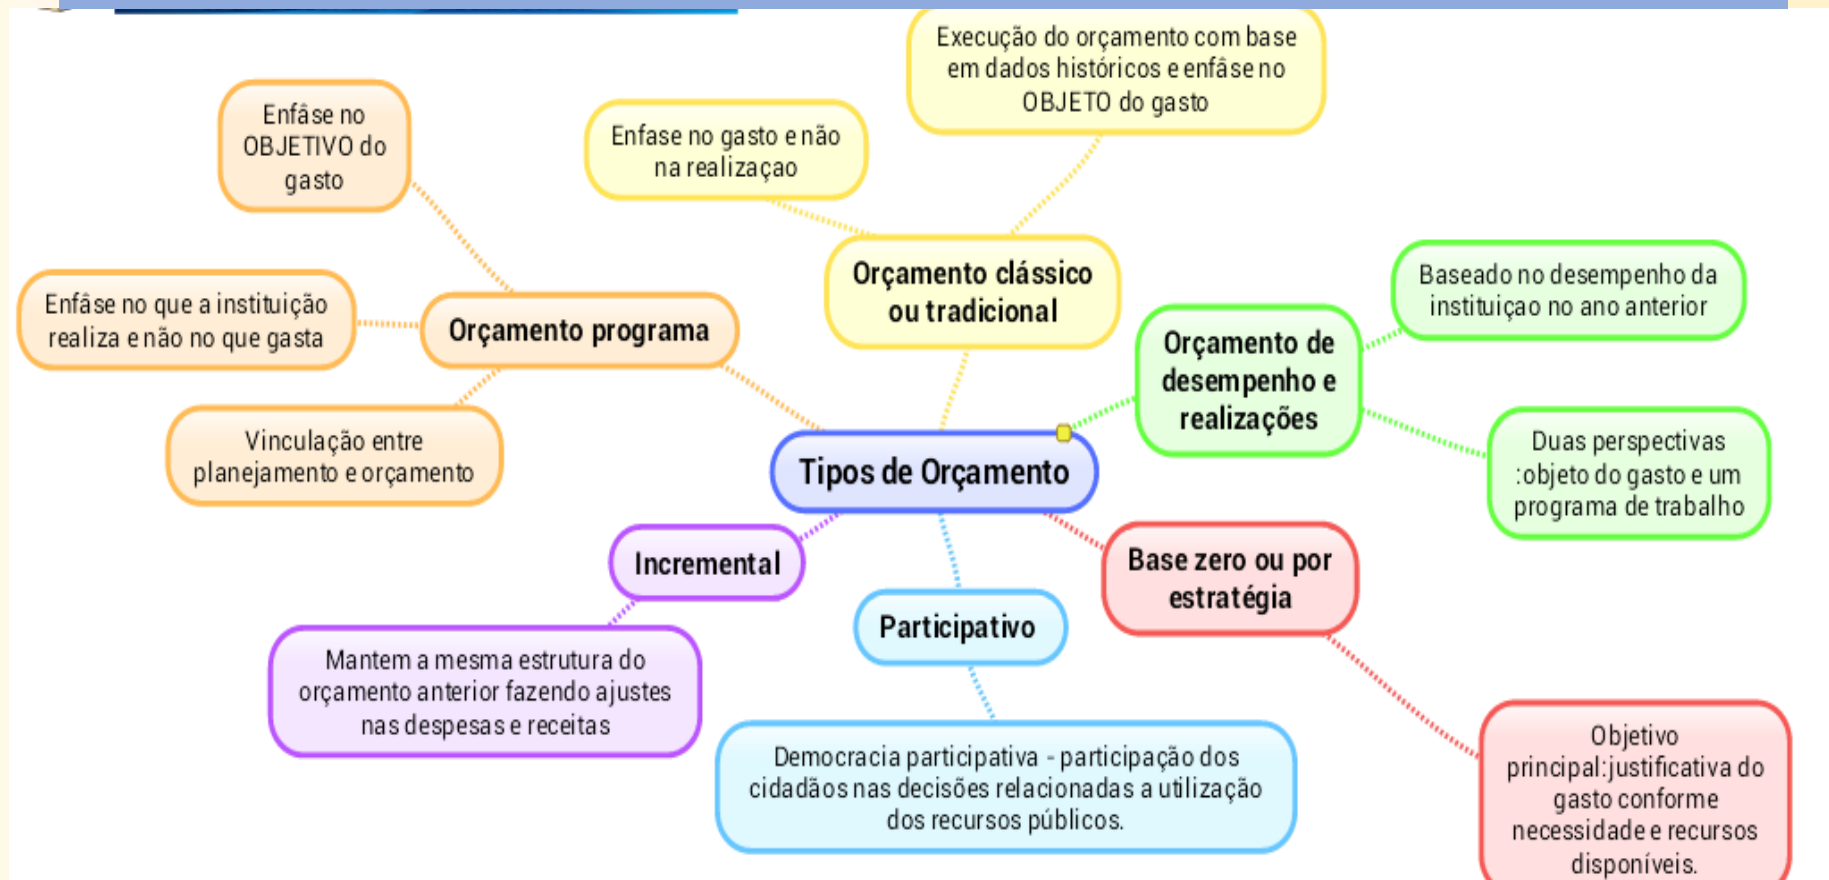 Execução do orçamento com base
em dados históricos e enfâse no
OBJETO do gasto
Enfâse no
OBJETIVO do
gasto
Enfase no gasto e não
na realizaçao
Orçamento clássico
ou tradicional
Baseado no desempenho da
instituiçao no ano anterior
Enfâse no que a instituição
realiza e não no que gasta
Orçamento programa
Orçamento de
desempenho e
realizações
Vinculação entre
planejamento e orçamento
Duas perspectivas
:objeto do gasto e um
programa de trabalho
Tipos de Orçamento
Incremental
Base zero ou por
estratégia
Participativo
Mantem a mesma estrutura do
orçamento anterior fazendo ajustes
nas despesas e receitas
Democracia participativa - participação dos
cidadãos nas decisões relacionadas a utilização
dos recursos públicos.
Objetivo
principal:justificativa do
gasto conforme
necessidade e recursos
disponíveis.